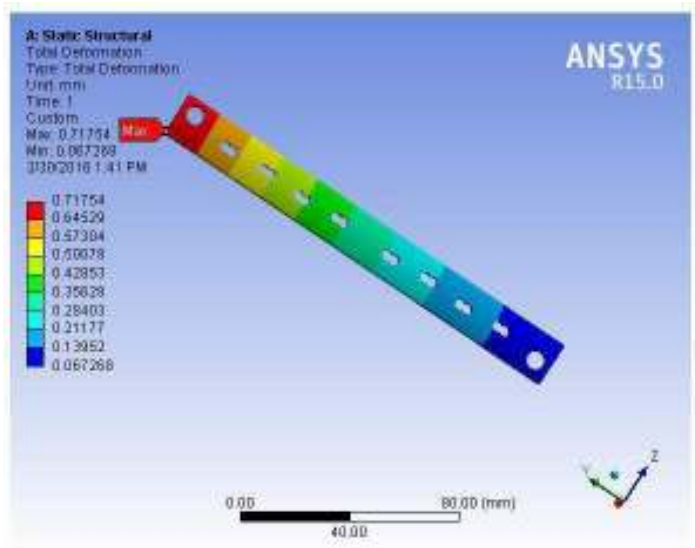 A: Static Structural
Total Deformation
Type: Total Deformation
Unit: mm
Time: 1
Custom
Max: 0.71754
Min: 0.067268
3/30/2016 1:41 PM
ANSYS
R15.0
Max
0.71754
0.64529
0.57304
0.50078
0.42853
0.35628
0.28403
0.21177
0.13952
0.067268
Y
Z
0.00
80.00 (mm)
40.00